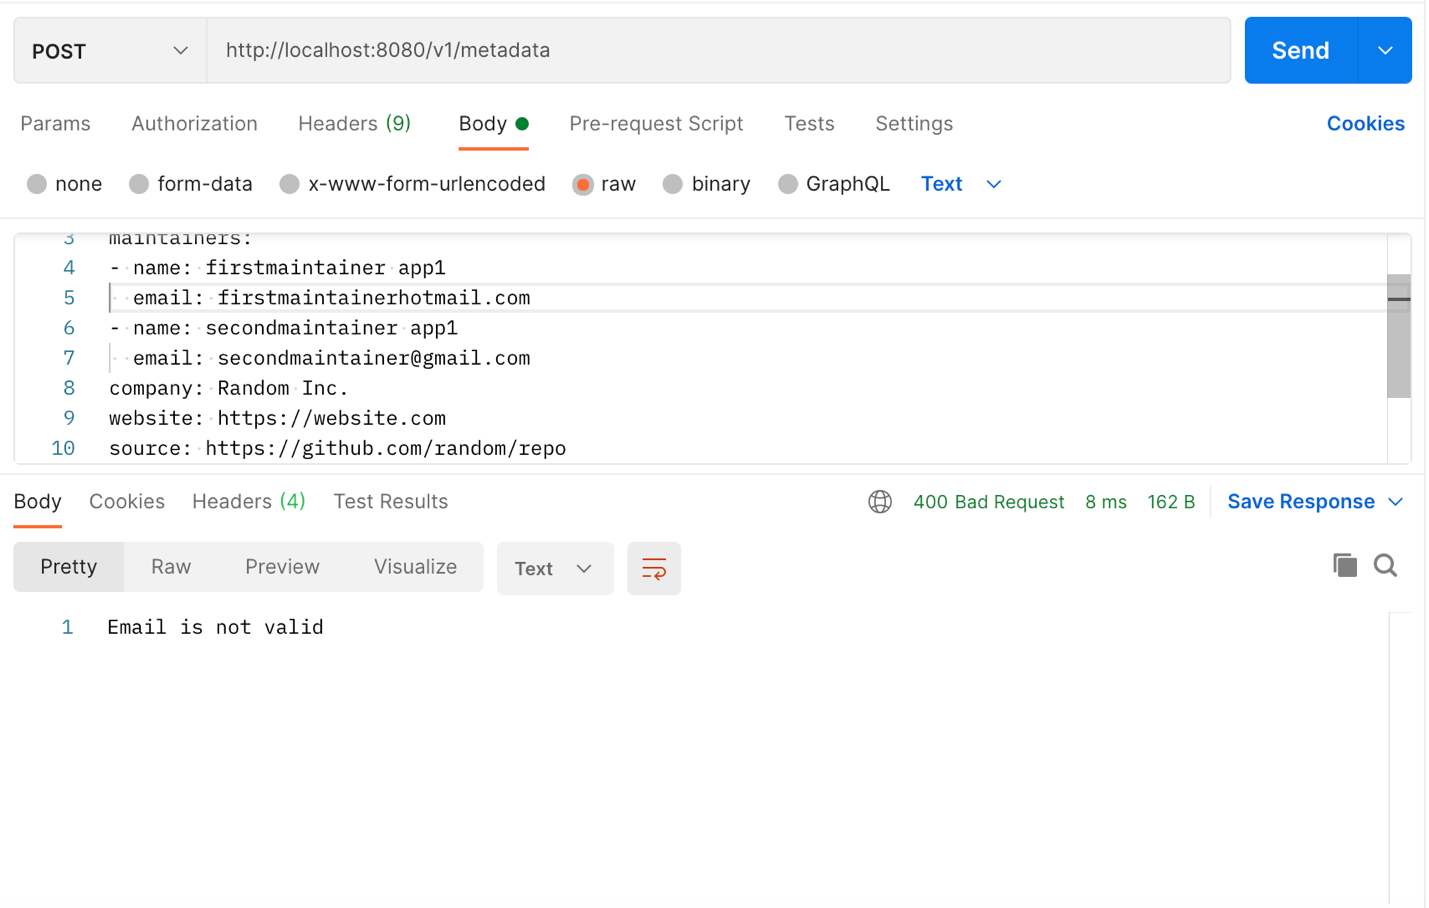 POST http://localhost:8080/v1/metadata Send
Params Authorization Headers (9) Body Pre-request Script Tests Settings Cookies
none form-data x-www-form-urlencoded raw binary GraphQL Text
3 maintainers:
4 - name: firstmaintainer app1
5 email: firstmaintainerhotmail.com
6 - name: secondmaintainer app1
7 email: secondmaintainer@gmail.com
8 company: Random Inc.
9 website: https://website.com
10 source: https://github.com/random/repo
Body Cookies Headers (4) Test Results 400 Bad Request 8 ms 162 B Save Response
Pretty Raw Preview Visualize Text
1 Email is not valid